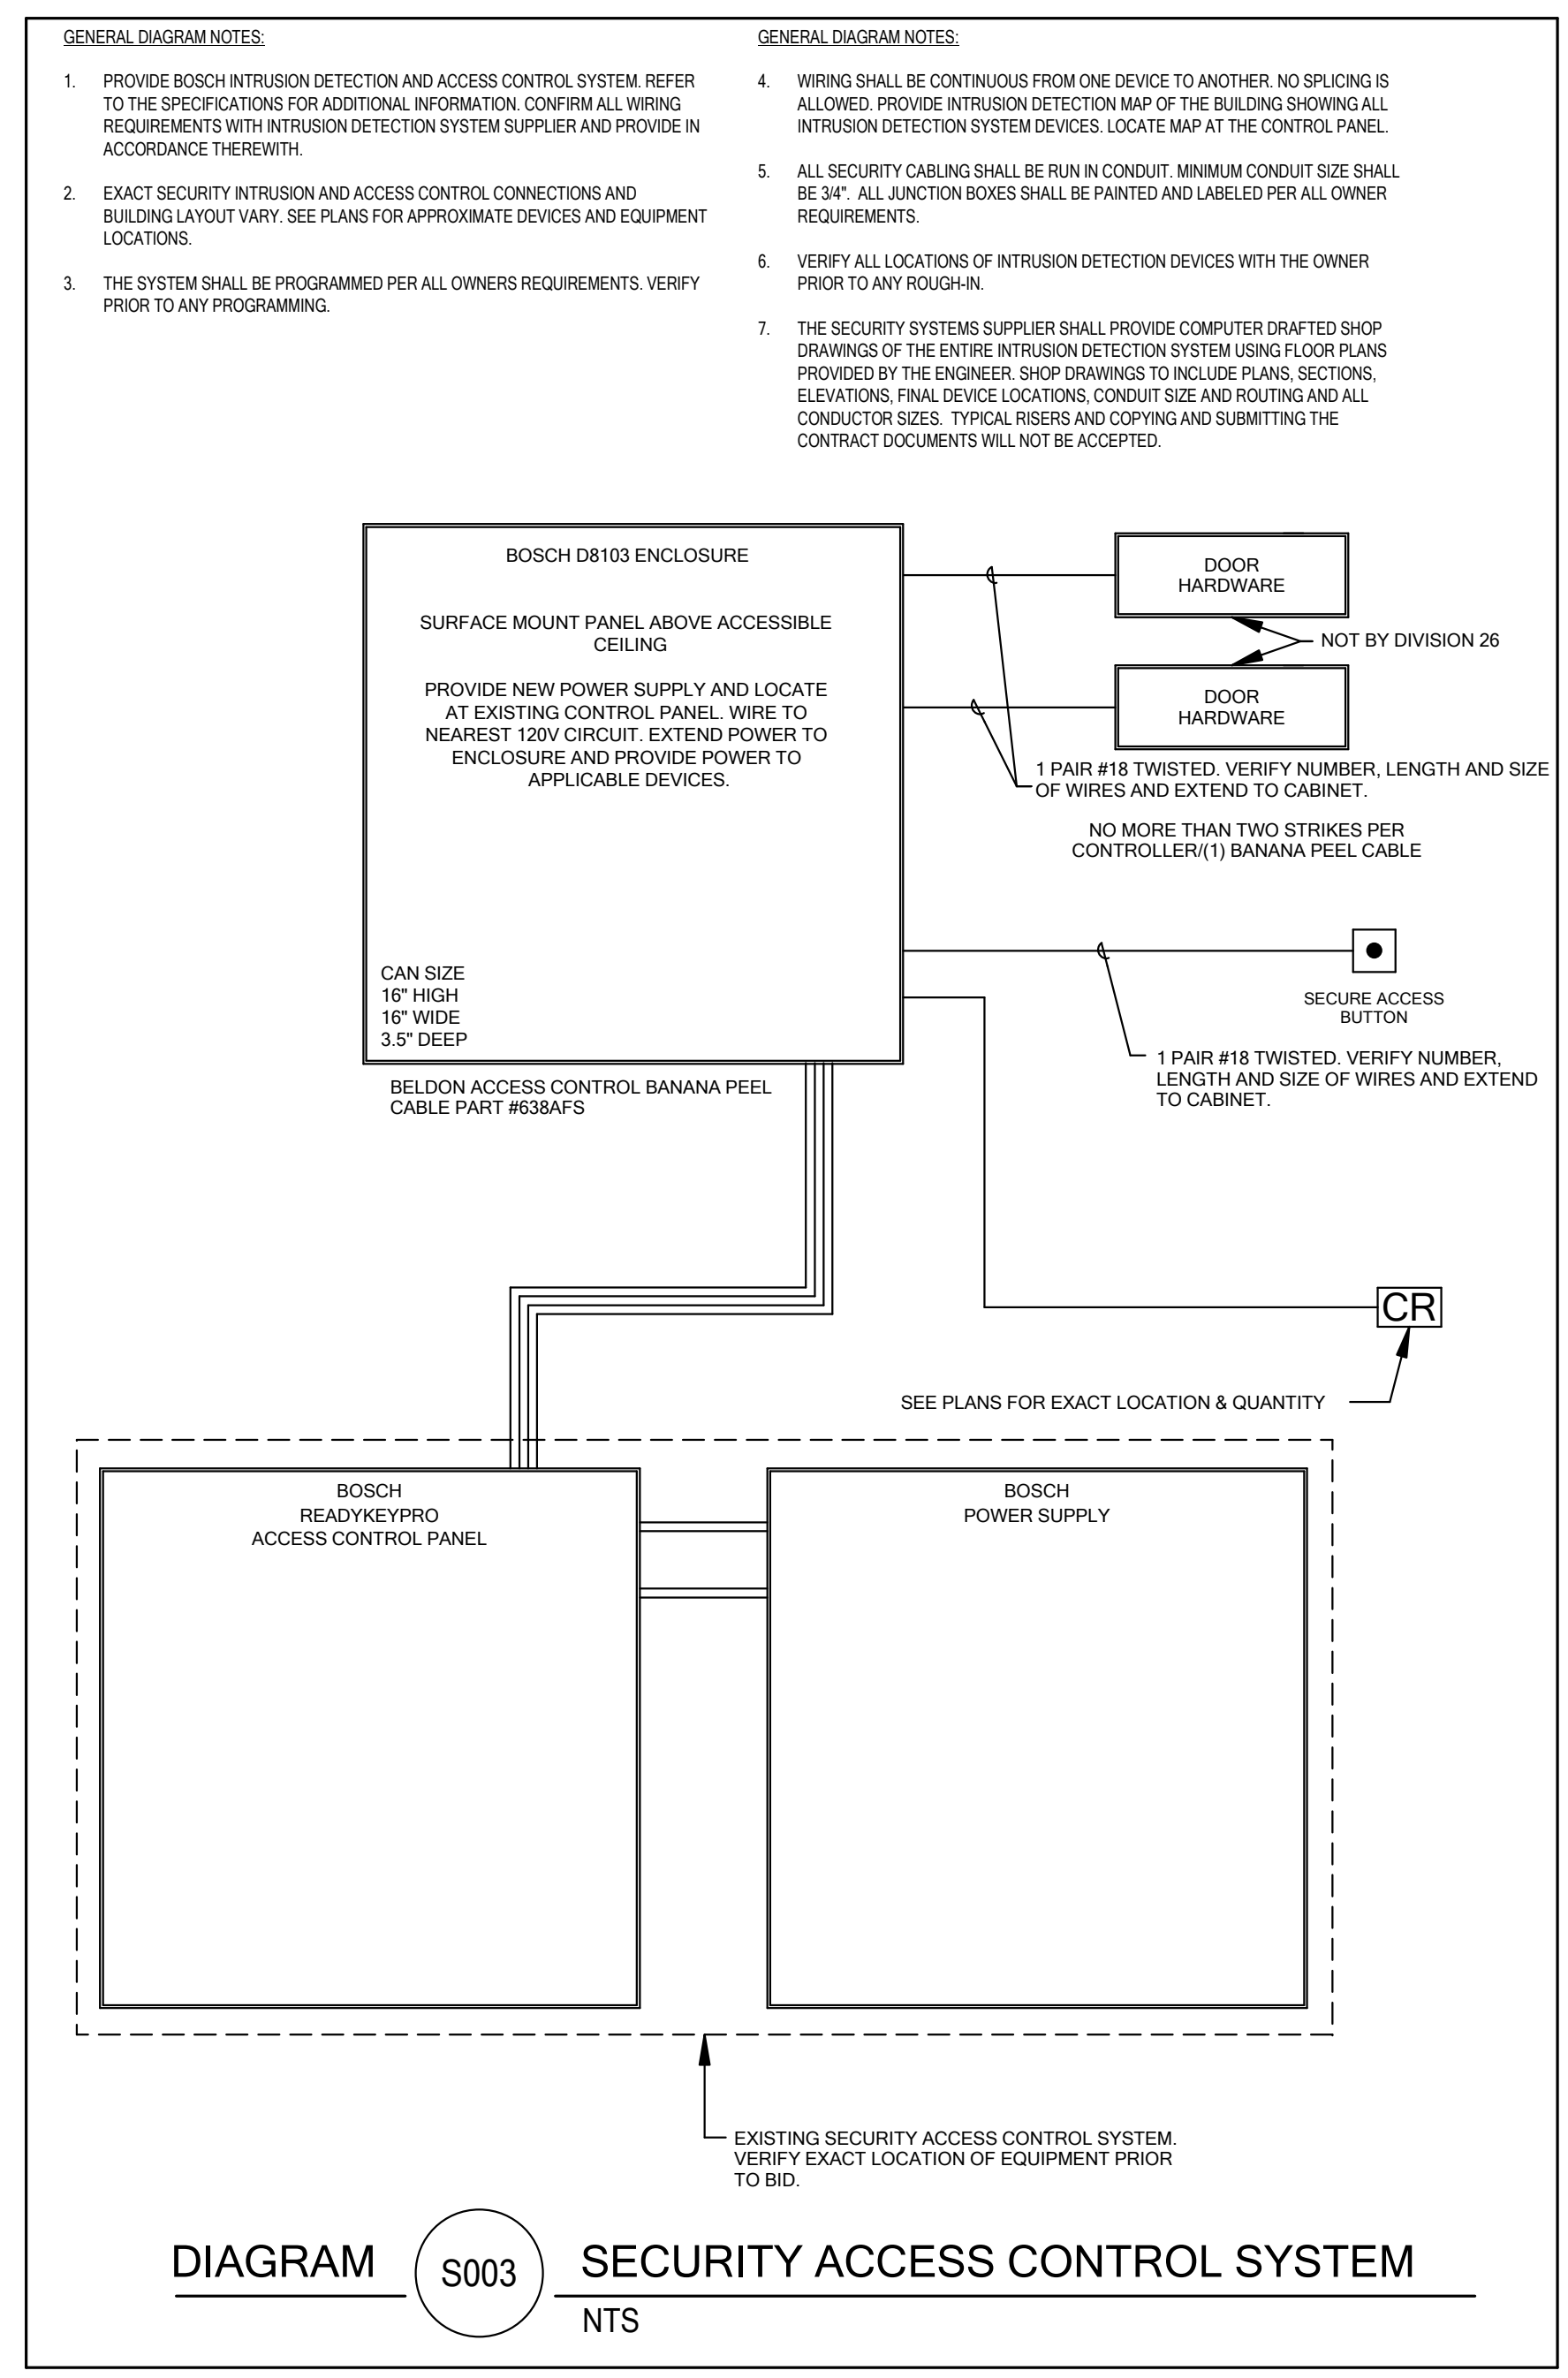 GENERAL DIAGRAM NOTES:
1. PROVIDE BOSCH INTRUSION DETECTION AND ACCESS CONTROL SYSTEM. REFER
TO THE SPECIFICATIONS FOR ADDITIONAL INFORMATION. CONFIRM ALL WIRING
REQUIREMENTS WITH INTRUSION DETECTION SYSTEM SUPPLIER AND PROVIDE IN
ACCORDANCE THEREWITH.
2. EXACT SECURITY INTRUSION AND ACCESS CONTROL CONNECTIONS AND
BUILDING LAYOUT VARY. SEE PLANS FOR APPROXIMATE DEVICES AND EQUIPMENT
LOCATIONS.
3. THE SYSTEM SHALL BE PROGRAMMED PER ALL OWNERS REQUIREMENTS. VERIFY
PRIOR TO ANY PROGRAMMING.
GENERAL DIAGRAM NOTES:
4. WIRING SHALL BE CONTINUOUS FROM ONE DEVICE TO ANOTHER. NO SPLICING IS
ALLOWED. PROVIDE INTRUSION DETECTION MAP OF THE BUILDING SHOWING ALL
INTRUSION DETECTION SYSTEM DEVICES. LOCATE MAP AT THE CONTROL PANEL.
5. ALL SECURITY CABLING SHALL BE RUN IN CONDUIT. MINIMUM CONDUIT SIZE SHALL
BE 3/4". ALL JUNCTION BOXES SHALL BE PAINTED AND LABELED PER ALL OWNER
REQUIREMENTS.
6. VERIFY ALL LOCATIONS OF INTRUSION DETECTION DEVICES WITH THE OWNER
PRIOR TO ANY ROUGH-IN.
7. THE SECURITY SYSTEMS SUPPLIER SHALL PROVIDE COMPUTER DRAFTED SHOP
DRAWINGS OF THE ENTIRE INTRUSION DETECTION SYSTEM USING FLOOR PLANS
PROVIDED BY THE ENGINEER. SHOP DRAWINGS TO INCLUDE PLANS, SECTIONS,
ELEVATIONS, FINAL DEVICE LOCATIONS, CONDUIT SIZE AND ROUTING AND ALL
CONDUCTOR SIZES. TYPICAL RISERS AND COPYING AND SUBMITTING THE
CONTRACT DOCUMENTS WILL NOT BE ACCEPTED.
BOSCH D8103 ENCLOSURE
SURFACE MOUNT PANEL ABOVE ACCESSIBLE
CEILING
PROVIDE NEW POWER SUPPLY AND LOCATE
AT EXISTING CONTROL PANEL. WIRE TO
NEAREST 120V CIRCUIT. EXTEND POWER TO
ENCLOSURE AND PROVIDE POWER TO
APPLICABLE DEVICES.
CAN SIZE
16" HIGH
16" WIDE
3.5" DEEP
DOOR
HARDWARE
NOT BY DIVISION 26
DOOR
HARDWARE
1 PAIR #18 TWISTED. VERIFY NUMBER, LENGTH AND SIZE
OF WIRES AND EXTEND TO CABINET.
NO MORE THAN TWO STRIKES PER
CONTROLLER/(1) BANANA PEEL CABLE
SECURE ACCESS
BUTTON
1 PAIR #18 TWISTED. VERIFY NUMBER,
LENGTH AND SIZE OF WIRES AND EXTEND
TO CABINET.
BELDON ACCESS CONTROL BANANA PEEL
CABLE PART #638AFS
CR
SEE PLANS FOR EXACT LOCATION & QUANTITY
BOSCH
READYKEYPRO
ACCESS CONTROL PANEL
BOSCH
POWER SUPPLY
EXISTING SECURITY ACCESS CONTROL SYSTEM.
VERIFY EXACT LOCATION OF EQUIPMENT PRIOR
TO BID.
DIAGRAM S003 SECURITY ACCESS CONTROL SYSTEM
NTS